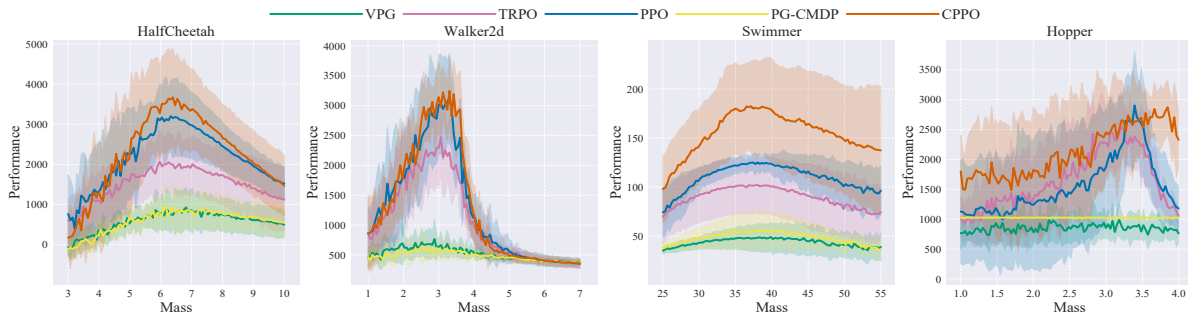 VPG TRPO PPO PG-CMDP CPPO
HalfCheetah Walker2d Swimmer Hopper
Performance
5000
4000
3000
2000
1000
0
3 4 5 6 7 8 9 10
Mass
Performance
4000
3500
3000
2500
2000
1500
1000
500
1 2 3 4 5 6 7
Mass
Performance
200
150
100
50
25 30 35 40 45 50 55
Mass
Performance
3500
3000
2500
2000
1500
1000
500
0
1.0 1.5 2.0 2.5 3.0 3.5 4.0
Mass